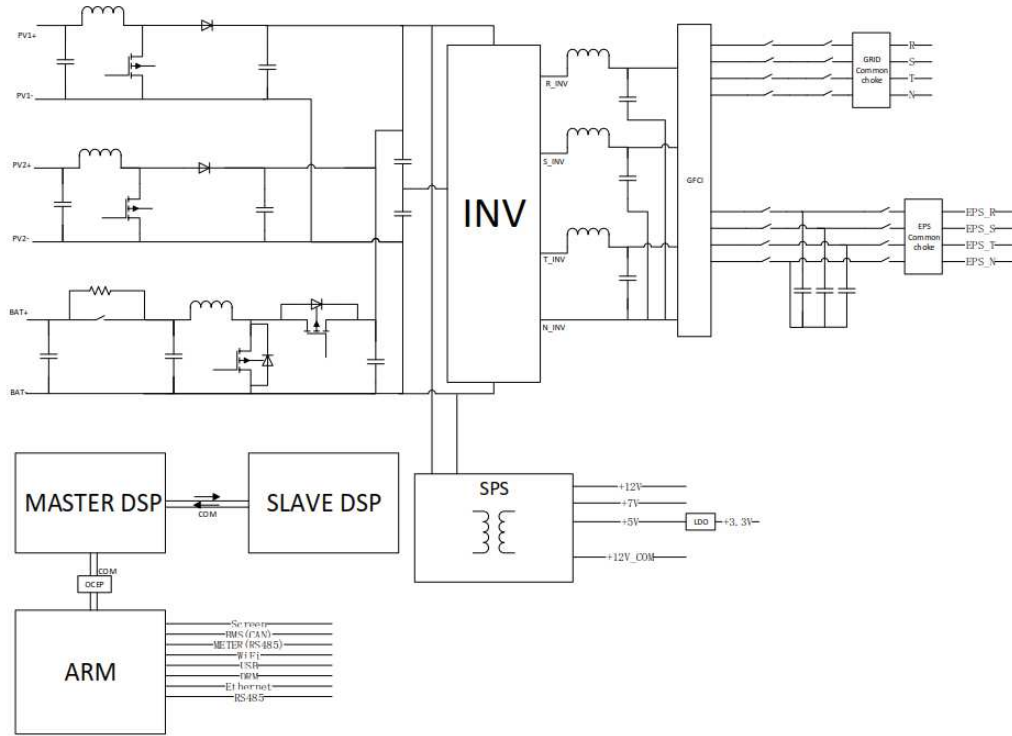 PV1+
PV1-
PV2+
PV2-
BAT+
BAT-
INV
R_INV
S_INV
T_INV
N_INV
GFCI
GRID
Common
choke
R
S
T
N
EPS
Common
choke
EPS_R
EPS_S
EPS_T
EPS_N
MASTER DSP
COM
SLAVE DSP
SPS
+12V
+7V
+5V
LDO
+3.3V
+12V_COM
COM
OCEP
ARM
Screen
BMS(CAN)
METER(RS485)
WiFi
USB
DRM
Ethernet
RS485